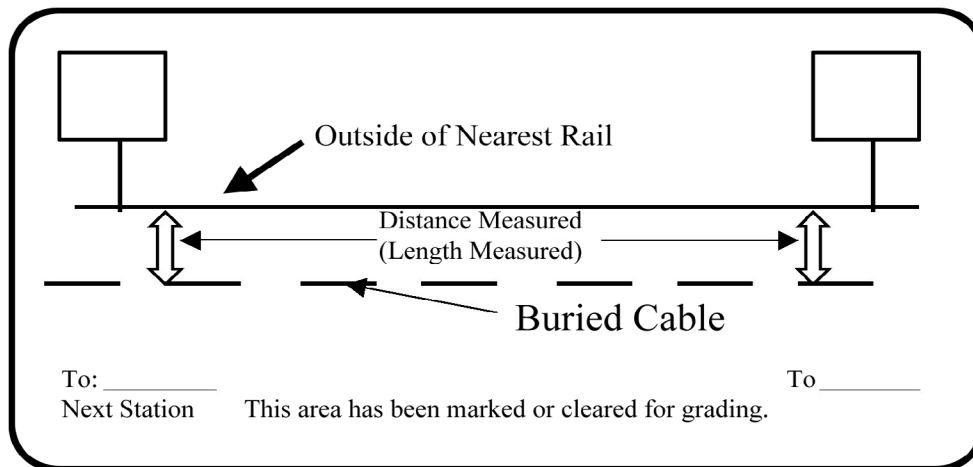 Outside of Nearest Rail
Distance Measured
(Length Measured)
Buried Cable
To: _________ To ________
Next Station This area has been marked or cleared for grading.